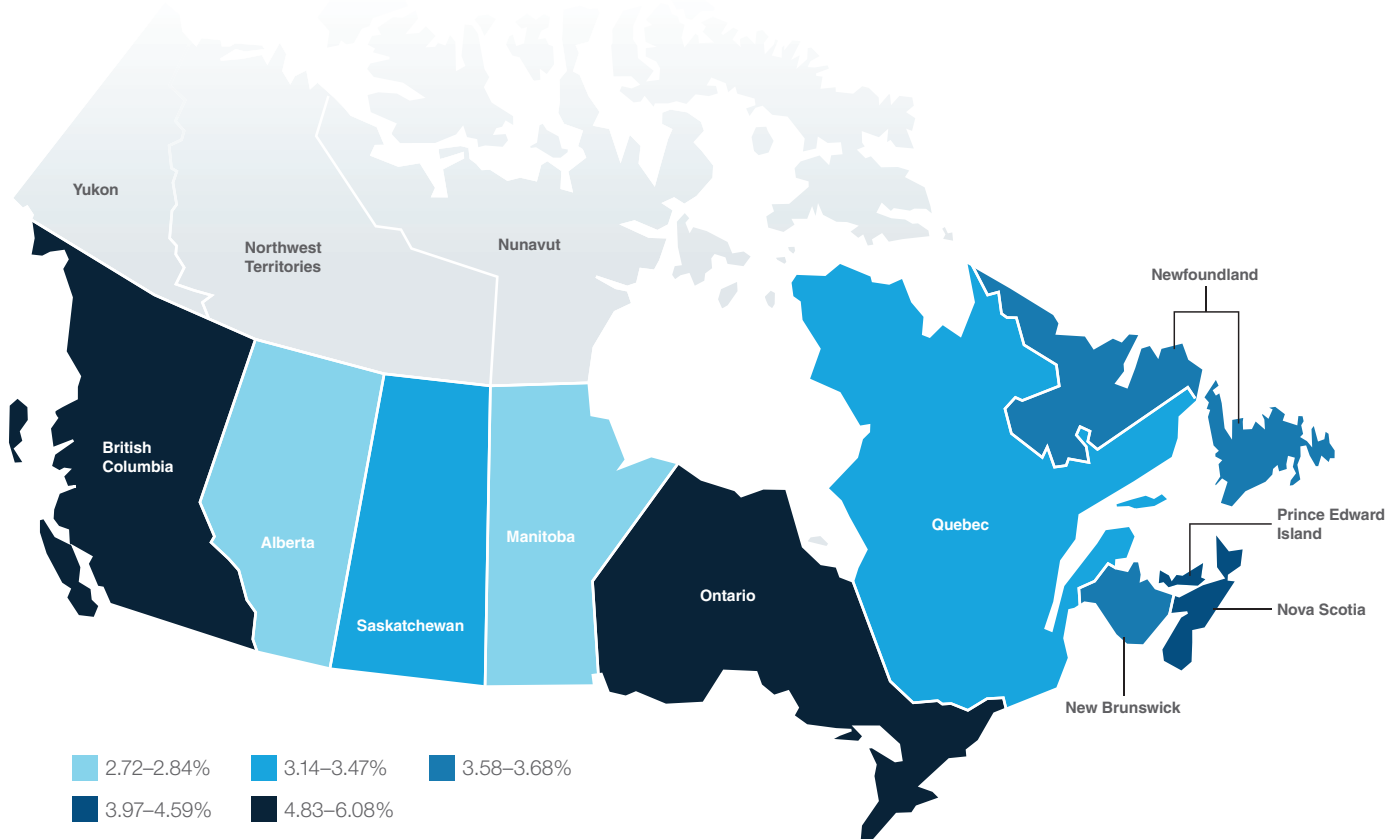 Yukon
Northwest
Territories
Nunavut
Newfoundland
British
Columbia
Alberta
Saskatchewan
Manitoba
Ontario
Quebec
Prince Edward
Island
Nova Scotia
New Brunswick
2.72–2.84%
3.14–3.47%
3.58–3.68%
3.97–4.59%
4.83–6.08%